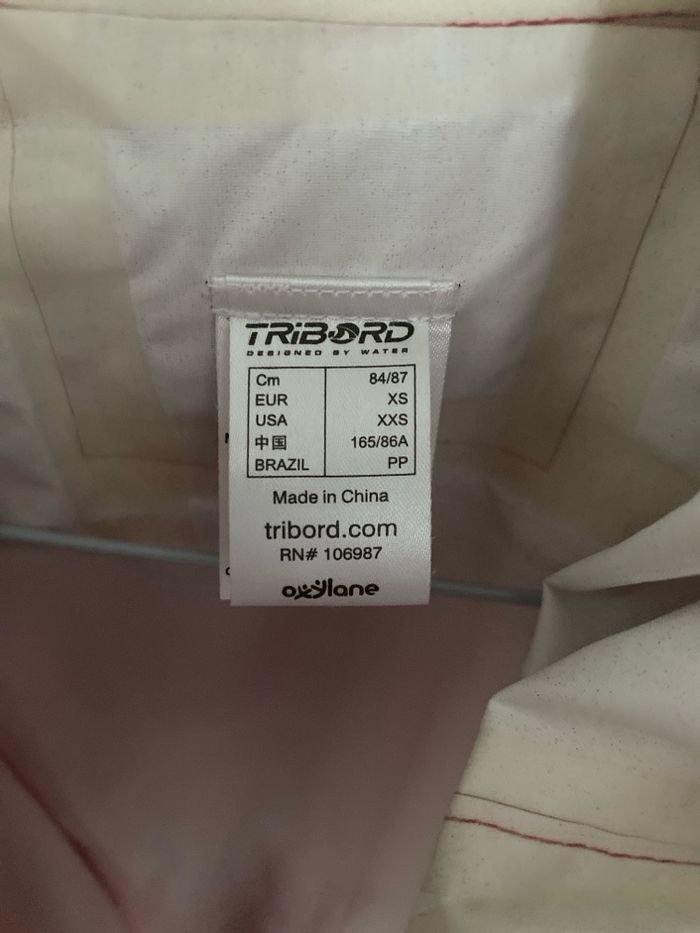 TRIBORD
DESIGNED BY WATER
Cm 84/87
EUR XS
USA XXS
中国 165/86A
BRAZIL PP
Made in China
tribord.com
RN# 106987
oxylane